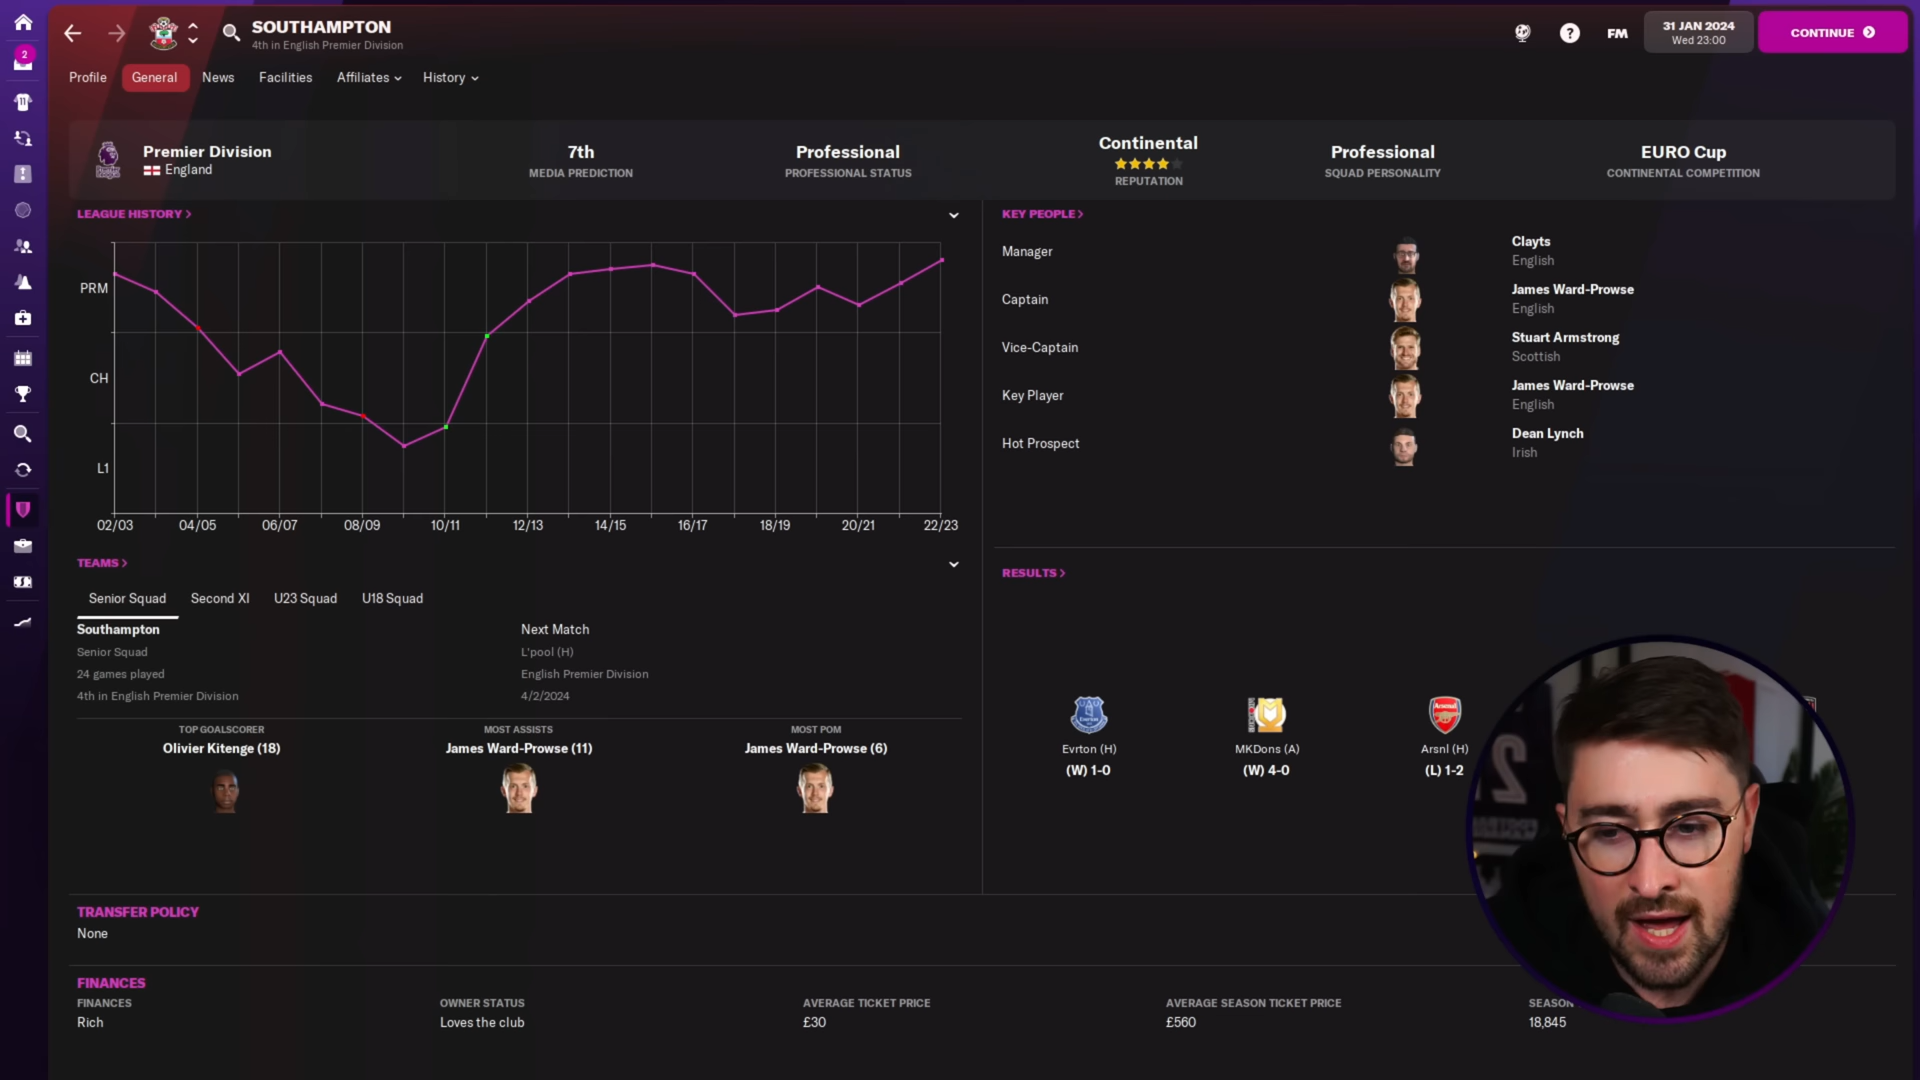 2
SOUTHAMPTON
4th in English Premier Division
FM
31 JAN 2024
Wed 23:00
CONTINUE
Profile
General
News
Facilities
Affiliates
History
Premier Division
England
7th
MEDIA PREDICTION
Professional
PROFESSIONAL STATUS
Continental
REPUTATION
Professional
SQUAD PERSONALITY
EURO Cup
CONTINENTAL COMPETITION
LEAGUE HISTORY >
PRM
CH
L1
02/03 04/05 06/07 08/09 10/11 12/13 14/15 16/17 18/19 20/21 22/23
KEY PEOPLE >
Manager
Clayts
English
Captain
James Ward-Prowse
English
Vice-Captain
Stuart Armstrong
Scottish
Key Player
James Ward-Prowse
English
Hot Prospect
Dean Lynch
Irish
TEAMS >
Senior Squad Second XI U23 Squad U18 Squad
Southampton
Senior Squad
24 games played
4th in English Premier Division
Next Match
L'pool (H)
English Premier Division
4/2/2024
TOP GOALSCORER
Olivier Kitenge (18)
MOST ASSISTS
James Ward-Prowse (11)
MOST POM
James Ward-Prowse (6)
RESULTS >
Evrton (H)
(W) 1-0
MKDons (A)
(W) 4-0
Arsenal
Arsnl (H)
(L) 1-2
TRANSFER POLICY
None
FINANCES
FINANCES
Rich
OWNER STATUS
Loves the club
AVERAGE TICKET PRICE
£30
AVERAGE SEASON TICKET PRICE
£560
SEASON
18,845